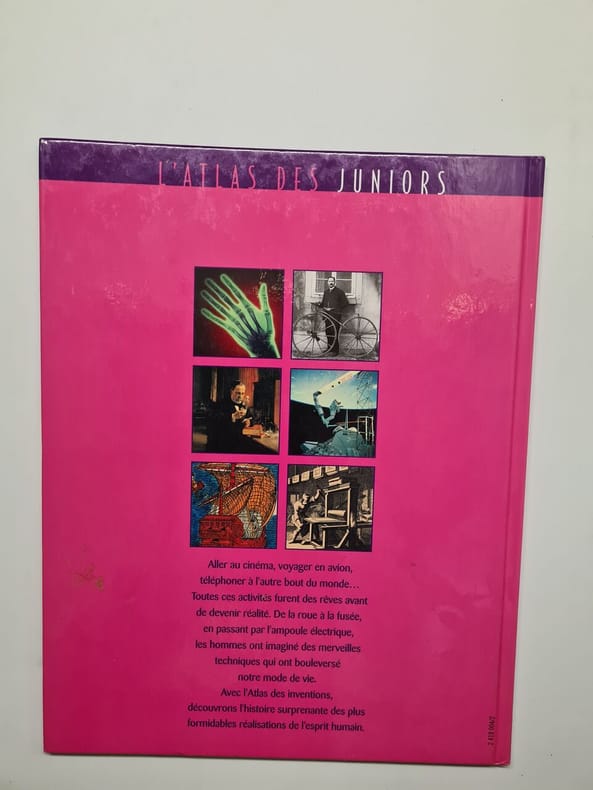 L'ATLAS DES JUNIORS
Aller au cinéma, voyager en avion,
téléphoner à l'autre bout du monde...
Toutes ces activités furent des rêves avant
de devenir réalité. De la roue à la fusée,
en passant par l'ampoule électrique,
les hommes ont imaginé des merveilles
techniques qui ont bouleversé
notre mode de vie.
Avec l'Atlas des inventions,
découvrons l'histoire surprenante des plus
formidables réalisations de l'esprit humain.